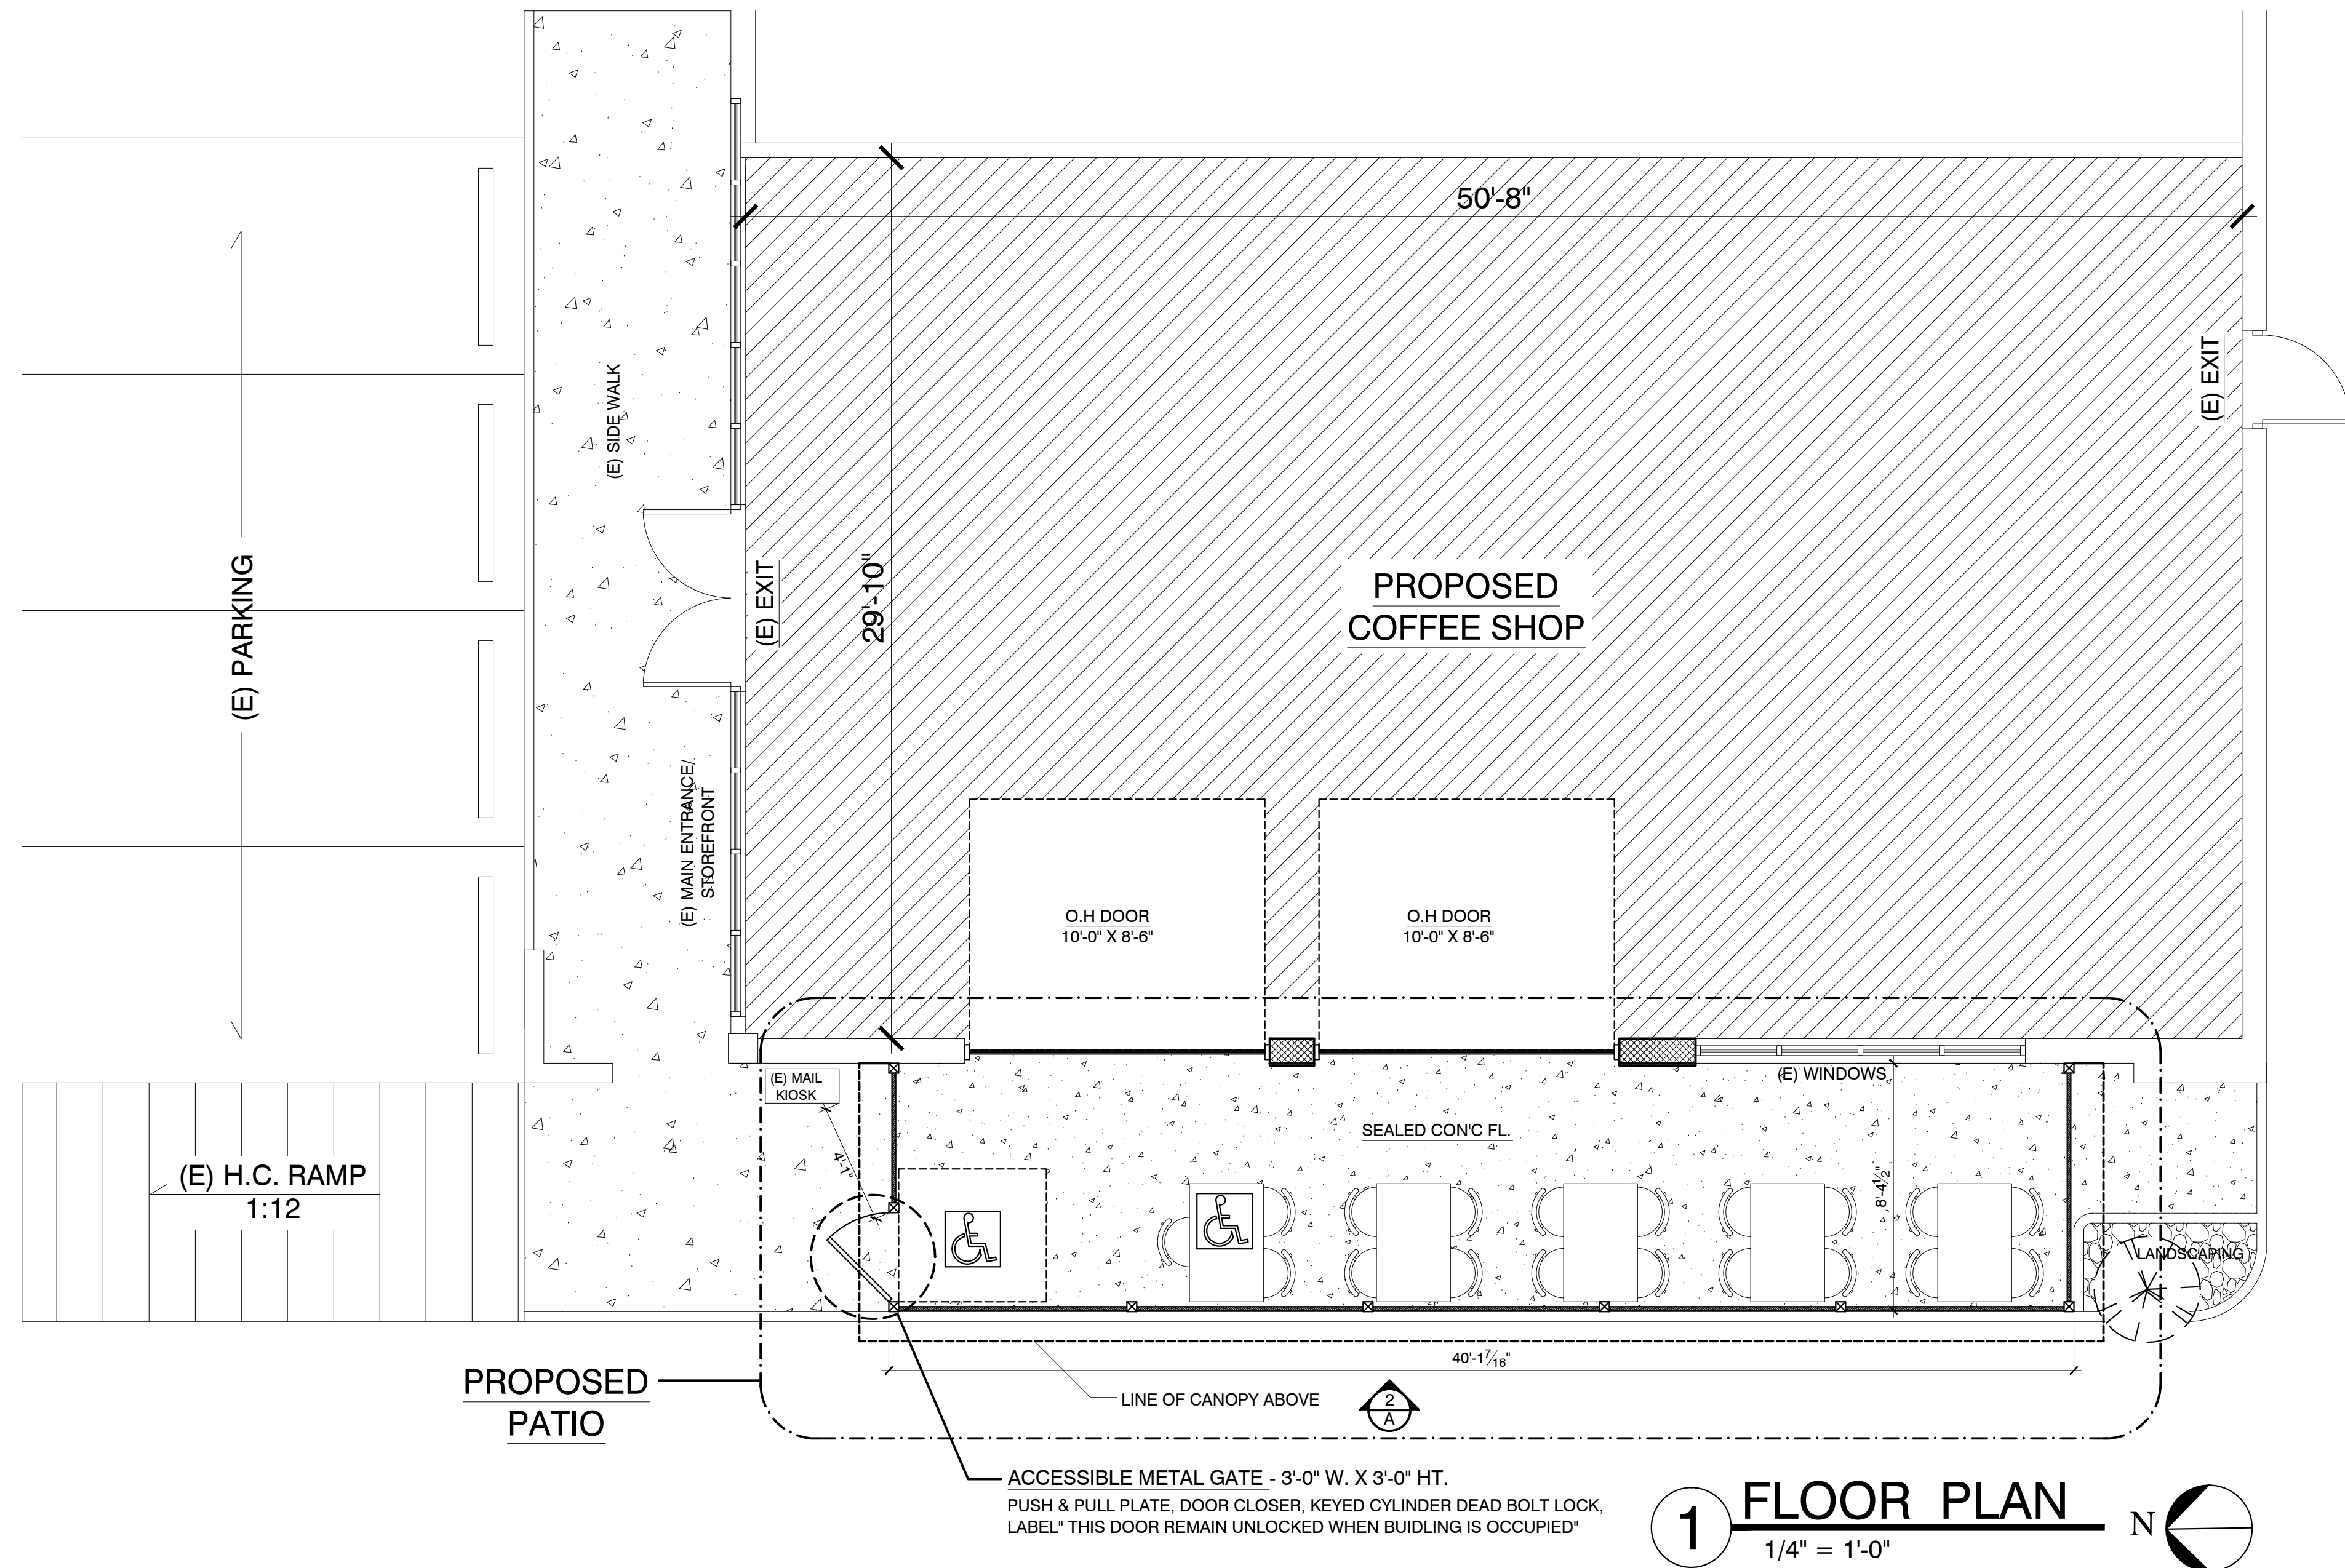 50'-8"
(E) EXIT
(E) SIDE WALK
(E) PARKING
(E) EXIT
29'-10"
PROPOSED
COFFEE SHOP
(E) MAIN ENTRANCE/
STOREFRONT
O.H DOOR
10'-0" X 8'-6"
O.H DOOR
10'-0" X 8'-6"
(E) MAIL
KIOSK
(E) WINDOWS
SEALED CON'C FL.
4'-1"
8'-4 1/2"
(E) H.C. RAMP
1:12
LANDSCAPING
40'-1 7/16"
PROPOSED
PATIO
LINE OF CANOPY ABOVE
2
A
ACCESSIBLE METAL GATE - 3'-0" W. X 3'-0" HT.
PUSH & PULL PLATE, DOOR CLOSER, KEYED CYLINDER DEAD BOLT LOCK,
LABEL" THIS DOOR REMAIN UNLOCKED WHEN BUIDLING IS OCCUPIED"
1
FLOOR PLAN
1/4" = 1'-0"
N